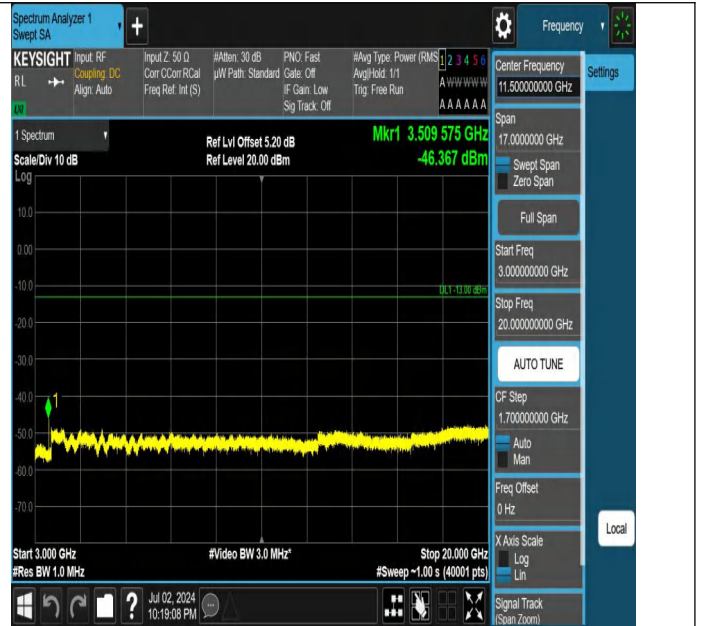 Spectrum Analyzer 1
Swept SA
Frequency
KEYSIGHT
RL
Input: RF
Coupling: DC
Align: Auto
Input Z: 50 Ω
Corr CCorr RCal
Freq Ref: Int (S)
#Atten: 30 dB
µW Path: Standard
PNO: Fast
Gate: Off
IF Gain: Low
Sig Track: Off
#Avg Type: Power (RMS
Avg|Hold: 1/1
Trig: Free Run
1 2 3 4 5 6
A W W W W W
A A A A A A
1 Spectrum
Scale/Div 10 dB
Ref Lvl Offset 5.20 dB
Ref Level 20.00 dBm
Mkr1 3.509 575 GHz
-46.367 dBm
Log
10.0
0.00
-10.0
DL1 -13.00 dBm
-20.0
-30.0
-40.0
1
-50.0
-60.0
-70.0
Start 3.000 GHz
#Res BW 1.0 MHz
#Video BW 3.0 MHz*
Stop 20.000 GHz
#Sweep ~1.00 s (40001 pts)
Center Frequency
11.500000000 GHz
Settings
Span
17.0000000 GHz
Swept Span
Zero Span
Full Span
Start Freq
3.000000000 GHz
Stop Freq
20.000000000 GHz
AUTO TUNE
CF Step
1.700000000 GHz
Auto
Man
Freq Offset
0 Hz
X Axis Scale
Log
Lin
Local
Signal Track
(Span Zoom)
?
Jul 02, 2024
10:19:08 PM